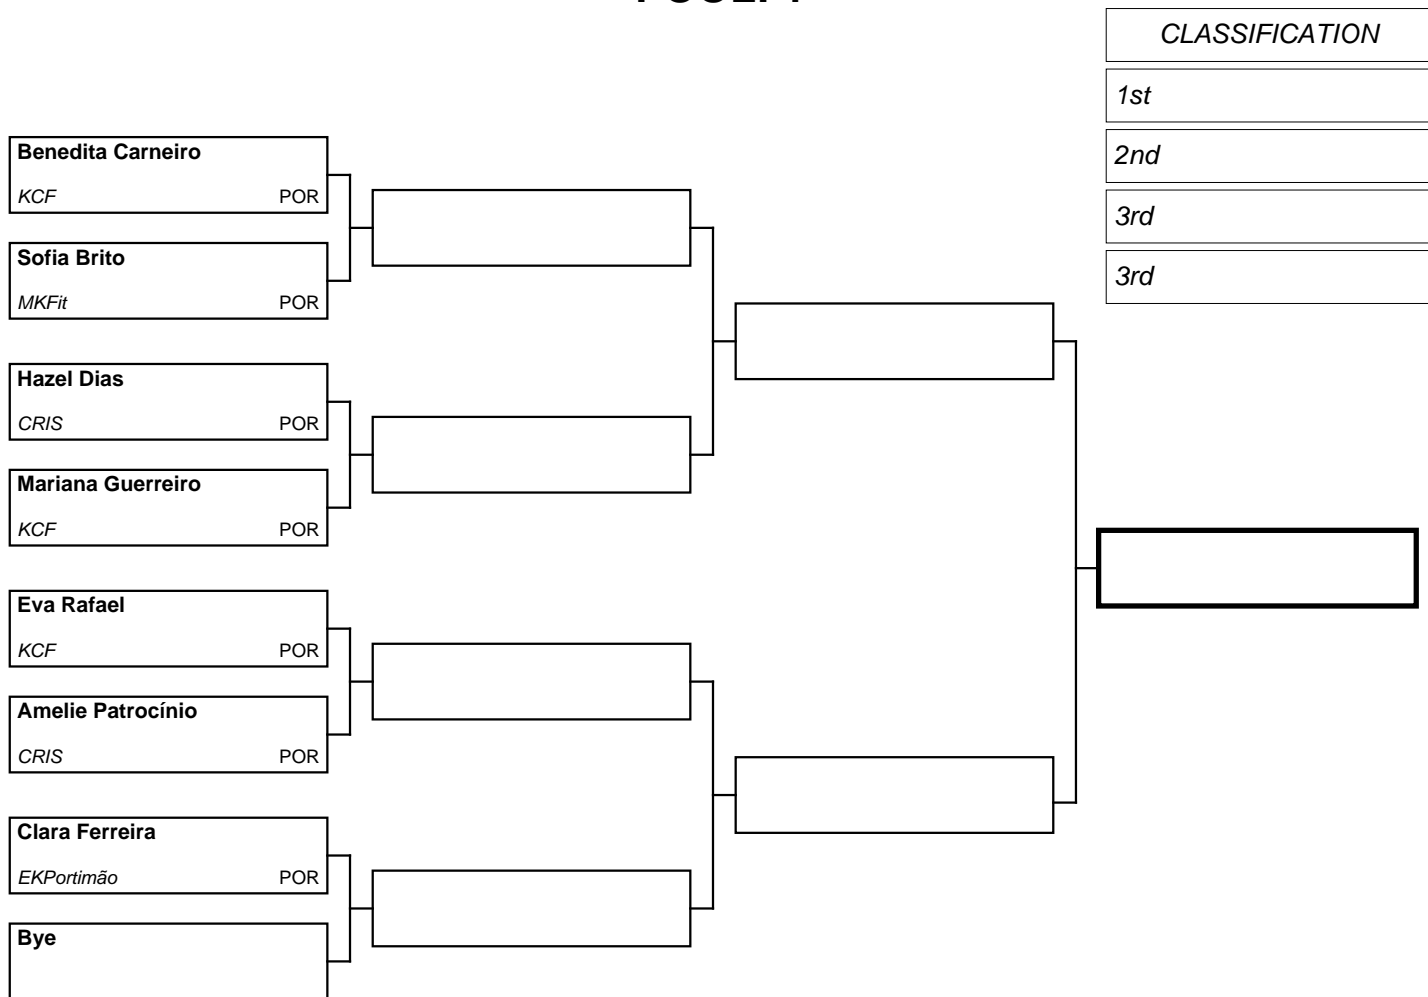 CLASSIFICATION
1st
2nd
3rd
3rd
Benedita Carneiro
KCF POR
Sofia Brito
MKFit POR
Hazel Dias
CRIS POR
Mariana Guerreiro
KCF POR
Eva Rafael
KCF POR
Amelie Patrocínio
CRIS POR
Clara Ferreira
EKPortimão POR
Bye